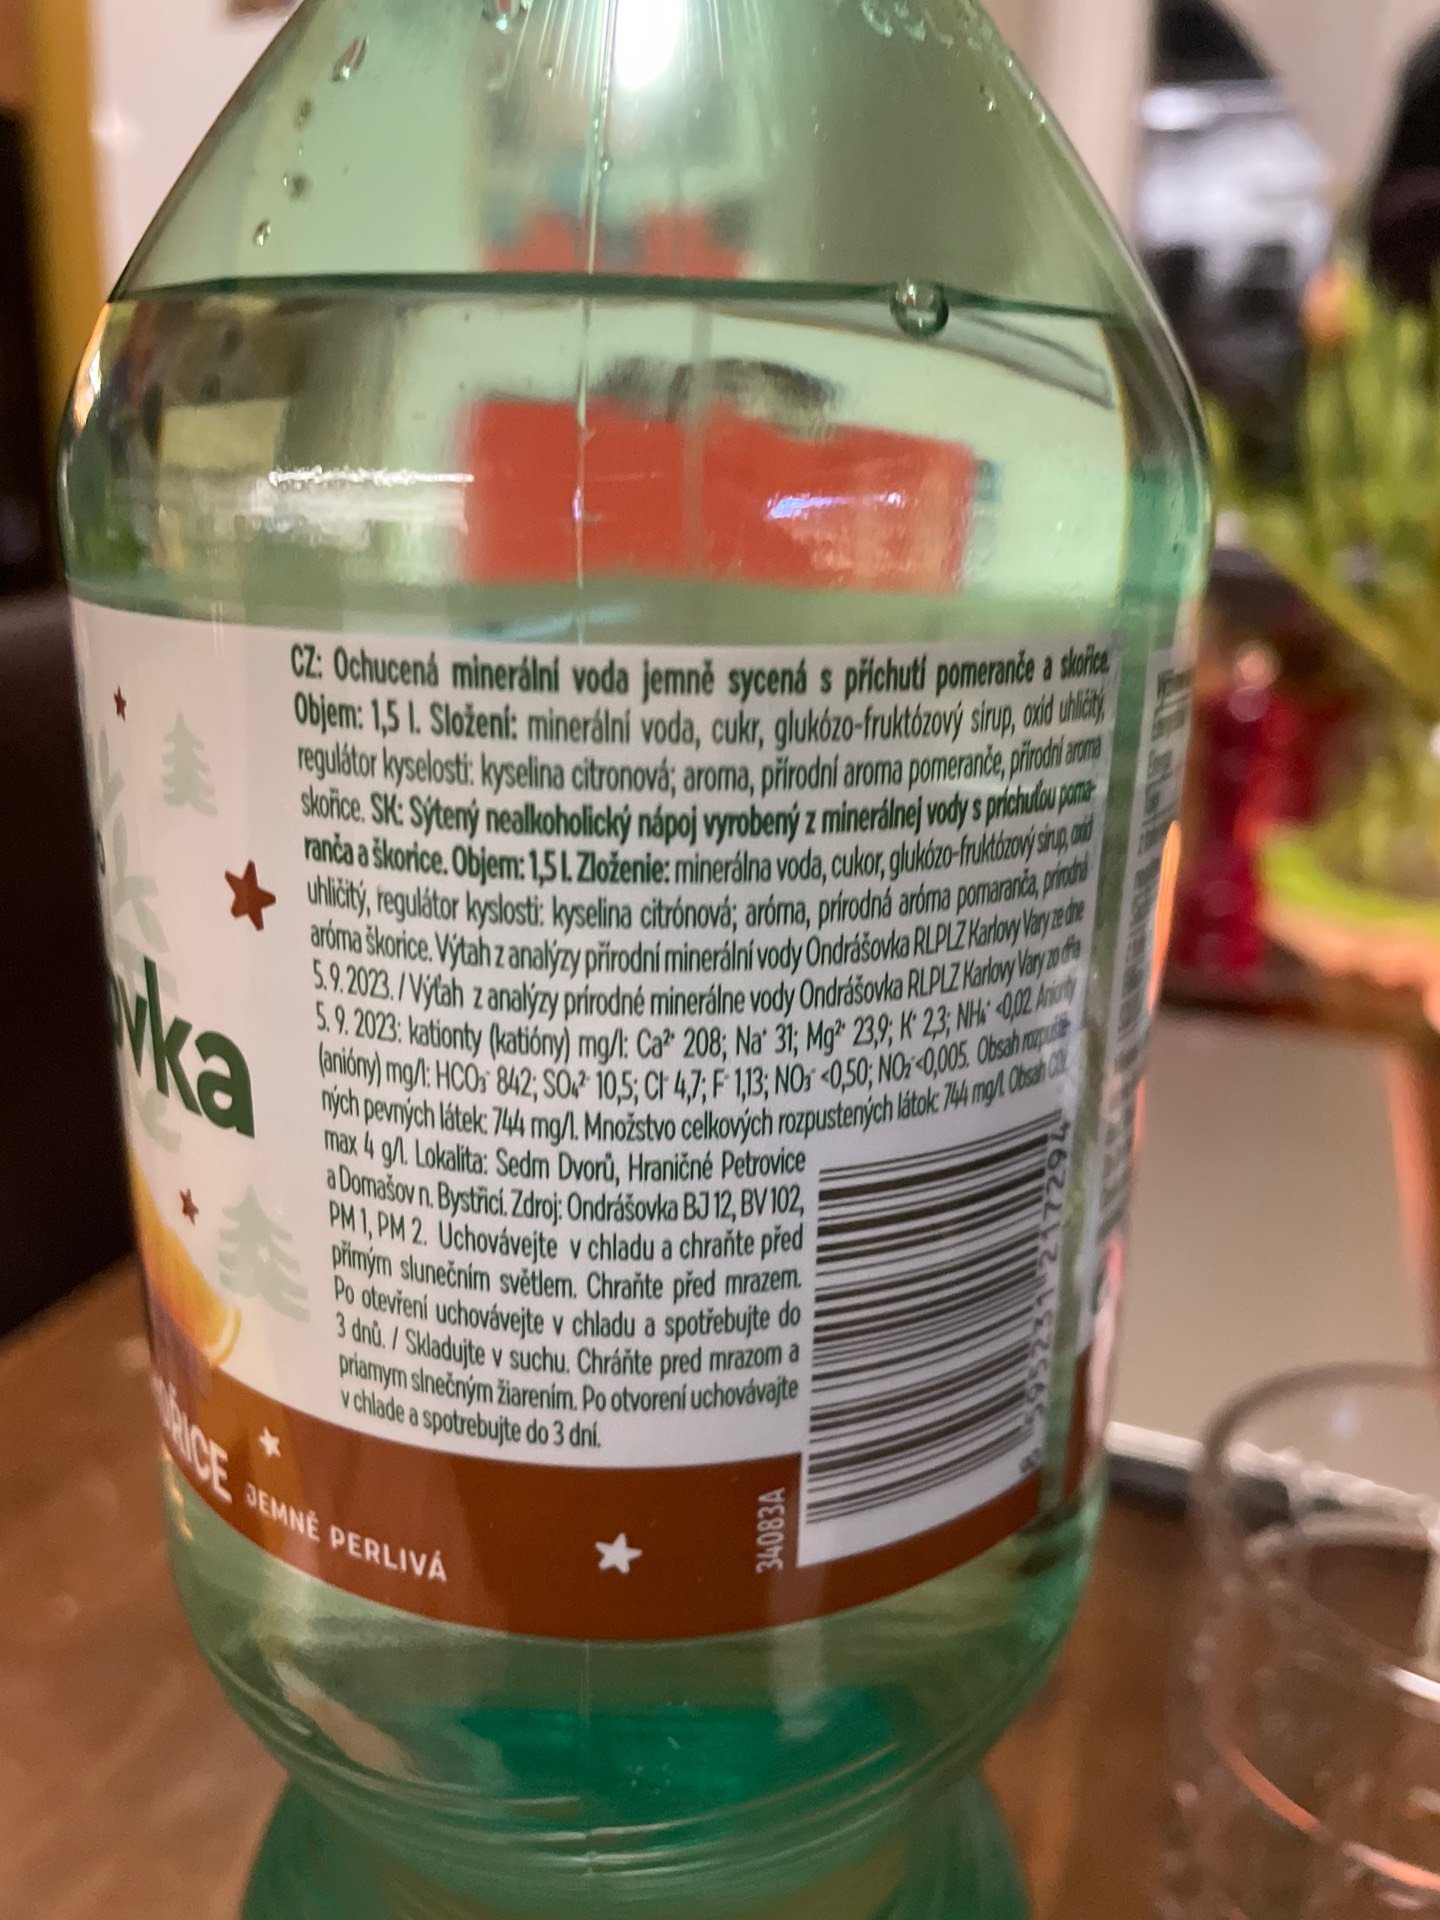 CZ: Ochucená minerální voda jemně sycená s příchutí pomeranče a skořice.
Objem: 1,5 l. Složení: minerální voda, cukr, glukózo-fruktózový sirup, oxid uhličitý,
regulátor kyselosti: kyselina citronová; aroma, přírodní aroma pomeranče, přírodní aroma
skořice. SK: Sýtený nealkoholický nápoj vyrobený z minerálnej vody s príchuťou poma-
ranča a škorice. Objem: 1,5 l. Zloženie: minerálna voda, cukor, glukózo-fruktózový sirup, oxid
uhličitý, regulátor kyslosti: kyselina citrónová; aróma, prírodná aróma pomaranča, prírodná
aróma škorice. Výtah z analýzy přírodní minerální vody Ondrášovka RLPLZ Karlovy Vary ze dne
5. 9. 2023. / Výťah z analýzy prírodné minerálne vody Ondrášovka RLPLZ Karlovy Vary zo dňa
5. 9. 2023: kationty (katióny) mg/l: Ca²⁺ 208; Na⁺ 31; Mg²⁺ 23,9; K⁺ 2,3; NH₄⁺ <0,02. Anionty
(anióny) mg/l: HCO₃⁻ 842; SO₄²⁻ 10,5; Cl⁻ 4,7; F⁻ 1,13; NO₃⁻ <0,50; NO₂⁻ <0,005. Obsah rozpuště-
ných pevných látek: 744 mg/l. Množstvo celkových rozpustených látok: 744 mg/l. Obsah CO₂
max 4 g/l. Lokalita: Sedm Dvorů, Hraničné Petrovice
a Domašov n. Bystřicí. Zdroj: Ondrášovka BJ 12, BV 102,
PM 1, PM 2. Uchovávejte v chladu a chraňte před
přímým slunečním světlem. Chraňte před mrazem.
Po otevření uchovávejte v chladu a spotřebujte do
3 dnů. / Skladujte v suchu. Chráňte pred mrazom a
priamym slnečným žiarením. Po otvorení uchovávajte
v chlade a spotrebujte do 3 dní.
ovka
OŘICE
JEMNĚ PERLIVÁ
34083A
8 595231 217294